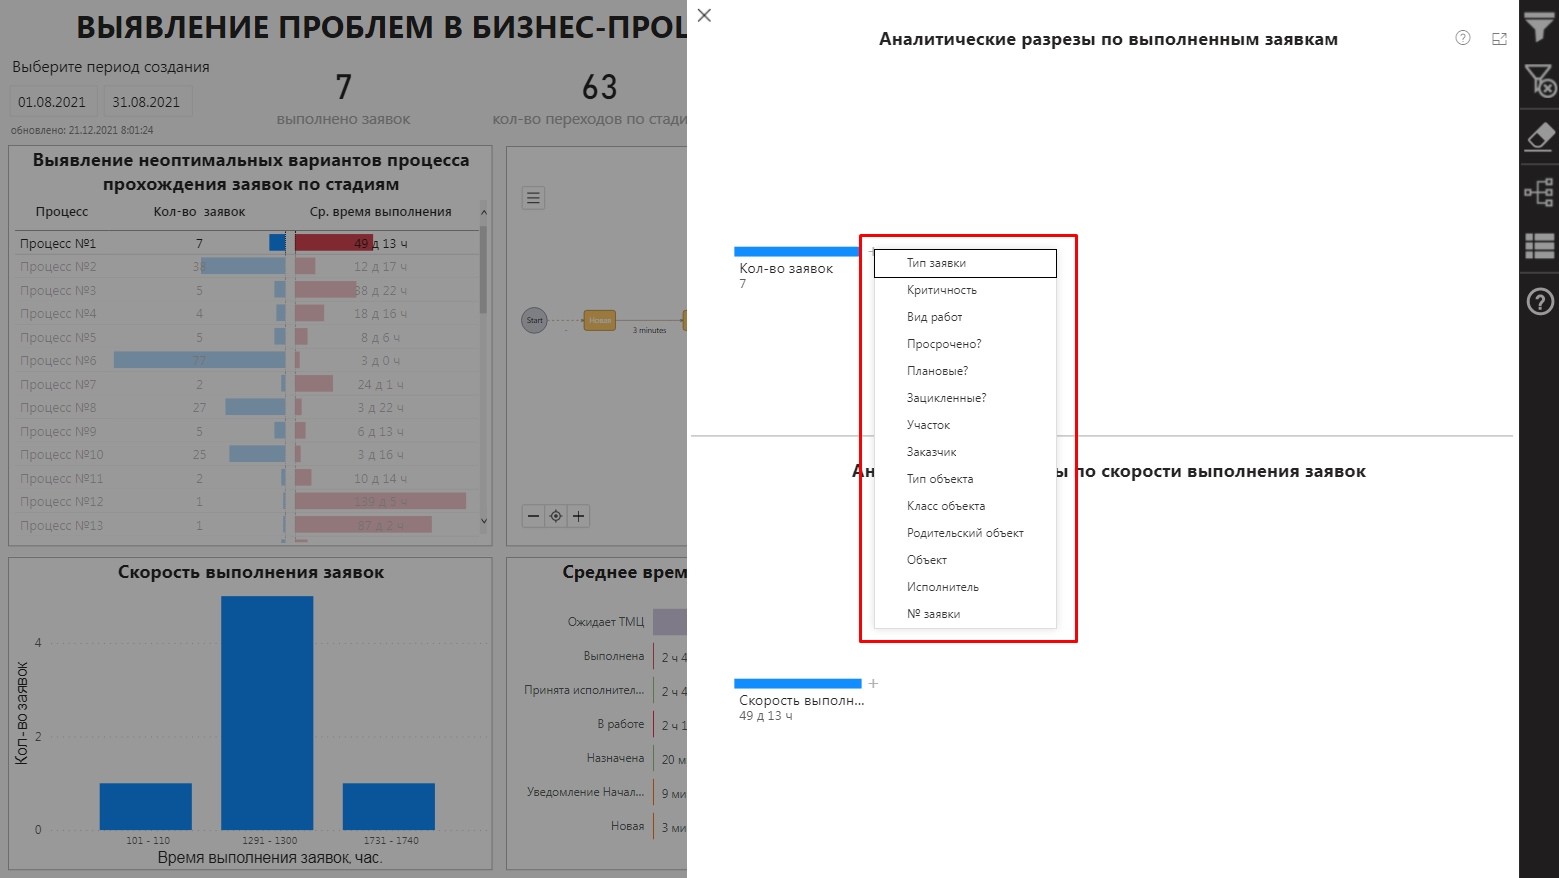 ВЫЯВЛЕНИЕ ПРОБЛЕМ В БИЗНЕС-ПРОЦ
Выберите период создания
01.08.2021
31.08.2021
обновлено: 21.12.2021 8:01:24
7
выполнено заявок
63
кол-во переходов по стади
Выявление неоптимальных вариантов процесса
прохождения заявок по стадиям
Процесс Кол-во заявок Ср. время выполнения
Процесс №1 7 49 д 13 ч
Процесс №2 38 12 д 17 ч
Процесс №3 5 38 д 22 ч
Процесс №4 4 18 д 16 ч
Процесс №5 5 8 д 6 ч
Процесс №6 77 3 д 0 ч
Процесс №7 2 24 д 1 ч
Процесс №8 27 3 д 22 ч
Процесс №9 5 6 д 13 ч
Процесс №10 25 3 д 16 ч
Процесс №11 2 10 д 14 ч
Процесс №12 1 139 д 5 ч
Процесс №13 1 87 д 2 ч
Start
-
Новая
3 minutes
Скорость выполнения заявок
Кол-во заявок
4
2
0
101 - 110
1291 - 1300
1731 - 1740
Время выполнения заявок, час.
Среднее врем
Ожидает ТМЦ
Выполнена 2 ч 4
Принята исполнител... 2 ч 4
В работе 2 ч 1
Назначена 20 м
Уведомление Начал... 9 ми
Новая 3 ми
Аналитические разрезы по выполненным заявкам
Кол-во заявок
7
Тип заявки
Критичность
Вид работ
Просрочено?
Плановые?
Зацикленные?
Участок
Заказчик
Тип объекта
Класс объекта
Родительский объект
Объект
Исполнитель
№ заявки
Ан ы по скорости выполнения заявок
Скорость выполн...
49 д 13 ч